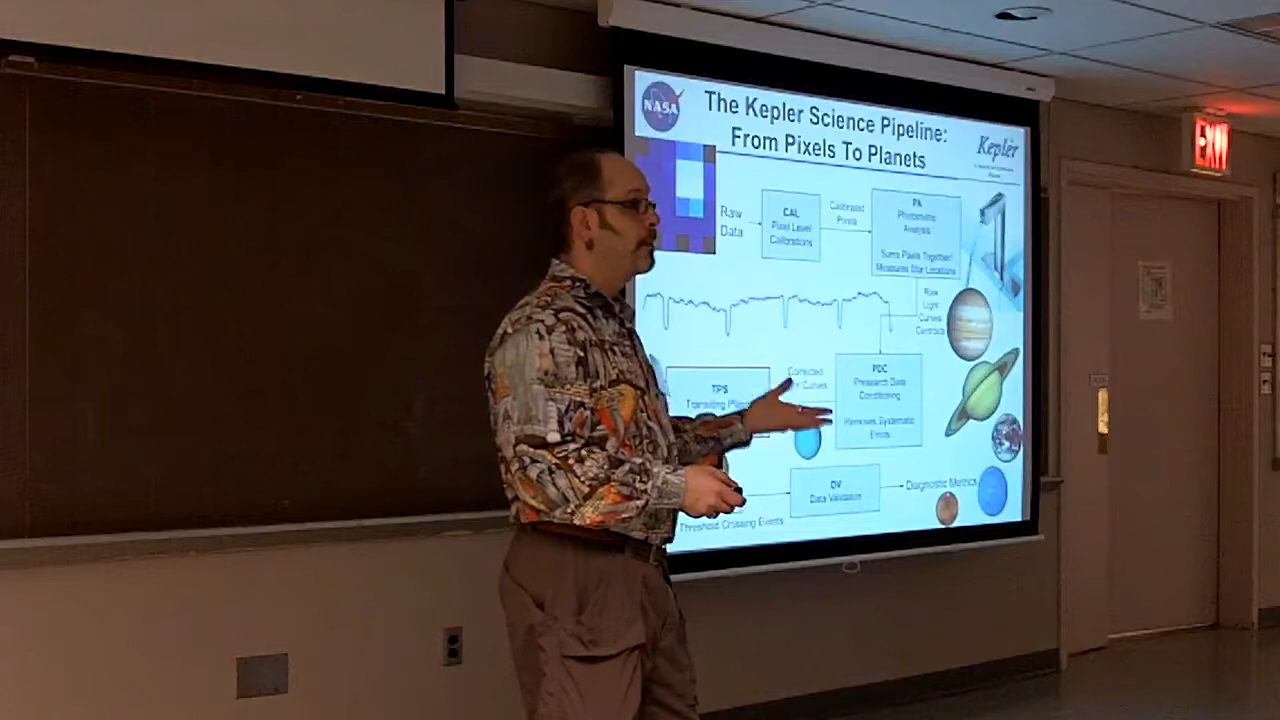 NASA
The Kepler Science Pipeline:
From Pixels To Planets
Kepler
Raw
Data
CAL
Pixel Level
Calibrations
Calibrated
Pixels
PA
Photometric
Analysis
Sums Pixels Together/
Measures Star Locations
Raw
Light
Curves/
Centroids
TPS
Transiting
Corrected
Curves
PDC
Presearch Data
Conditioning
Removes Systematic
Errors
DV
Data Validation
Diagnostic Metrics
Threshold Crossing Events
EXIT